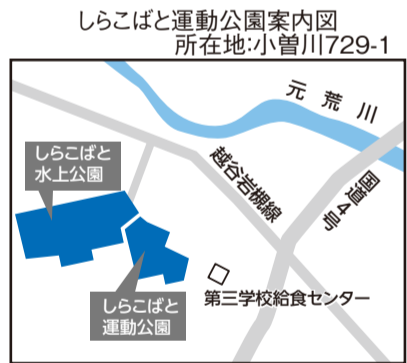 しらこばと運動公園案内図
所在地:小曽川729-1
元荒川
しらこばと
水上公園
越谷岩槻線
国道4号
第三学校給食センター
しらこばと
運動公園